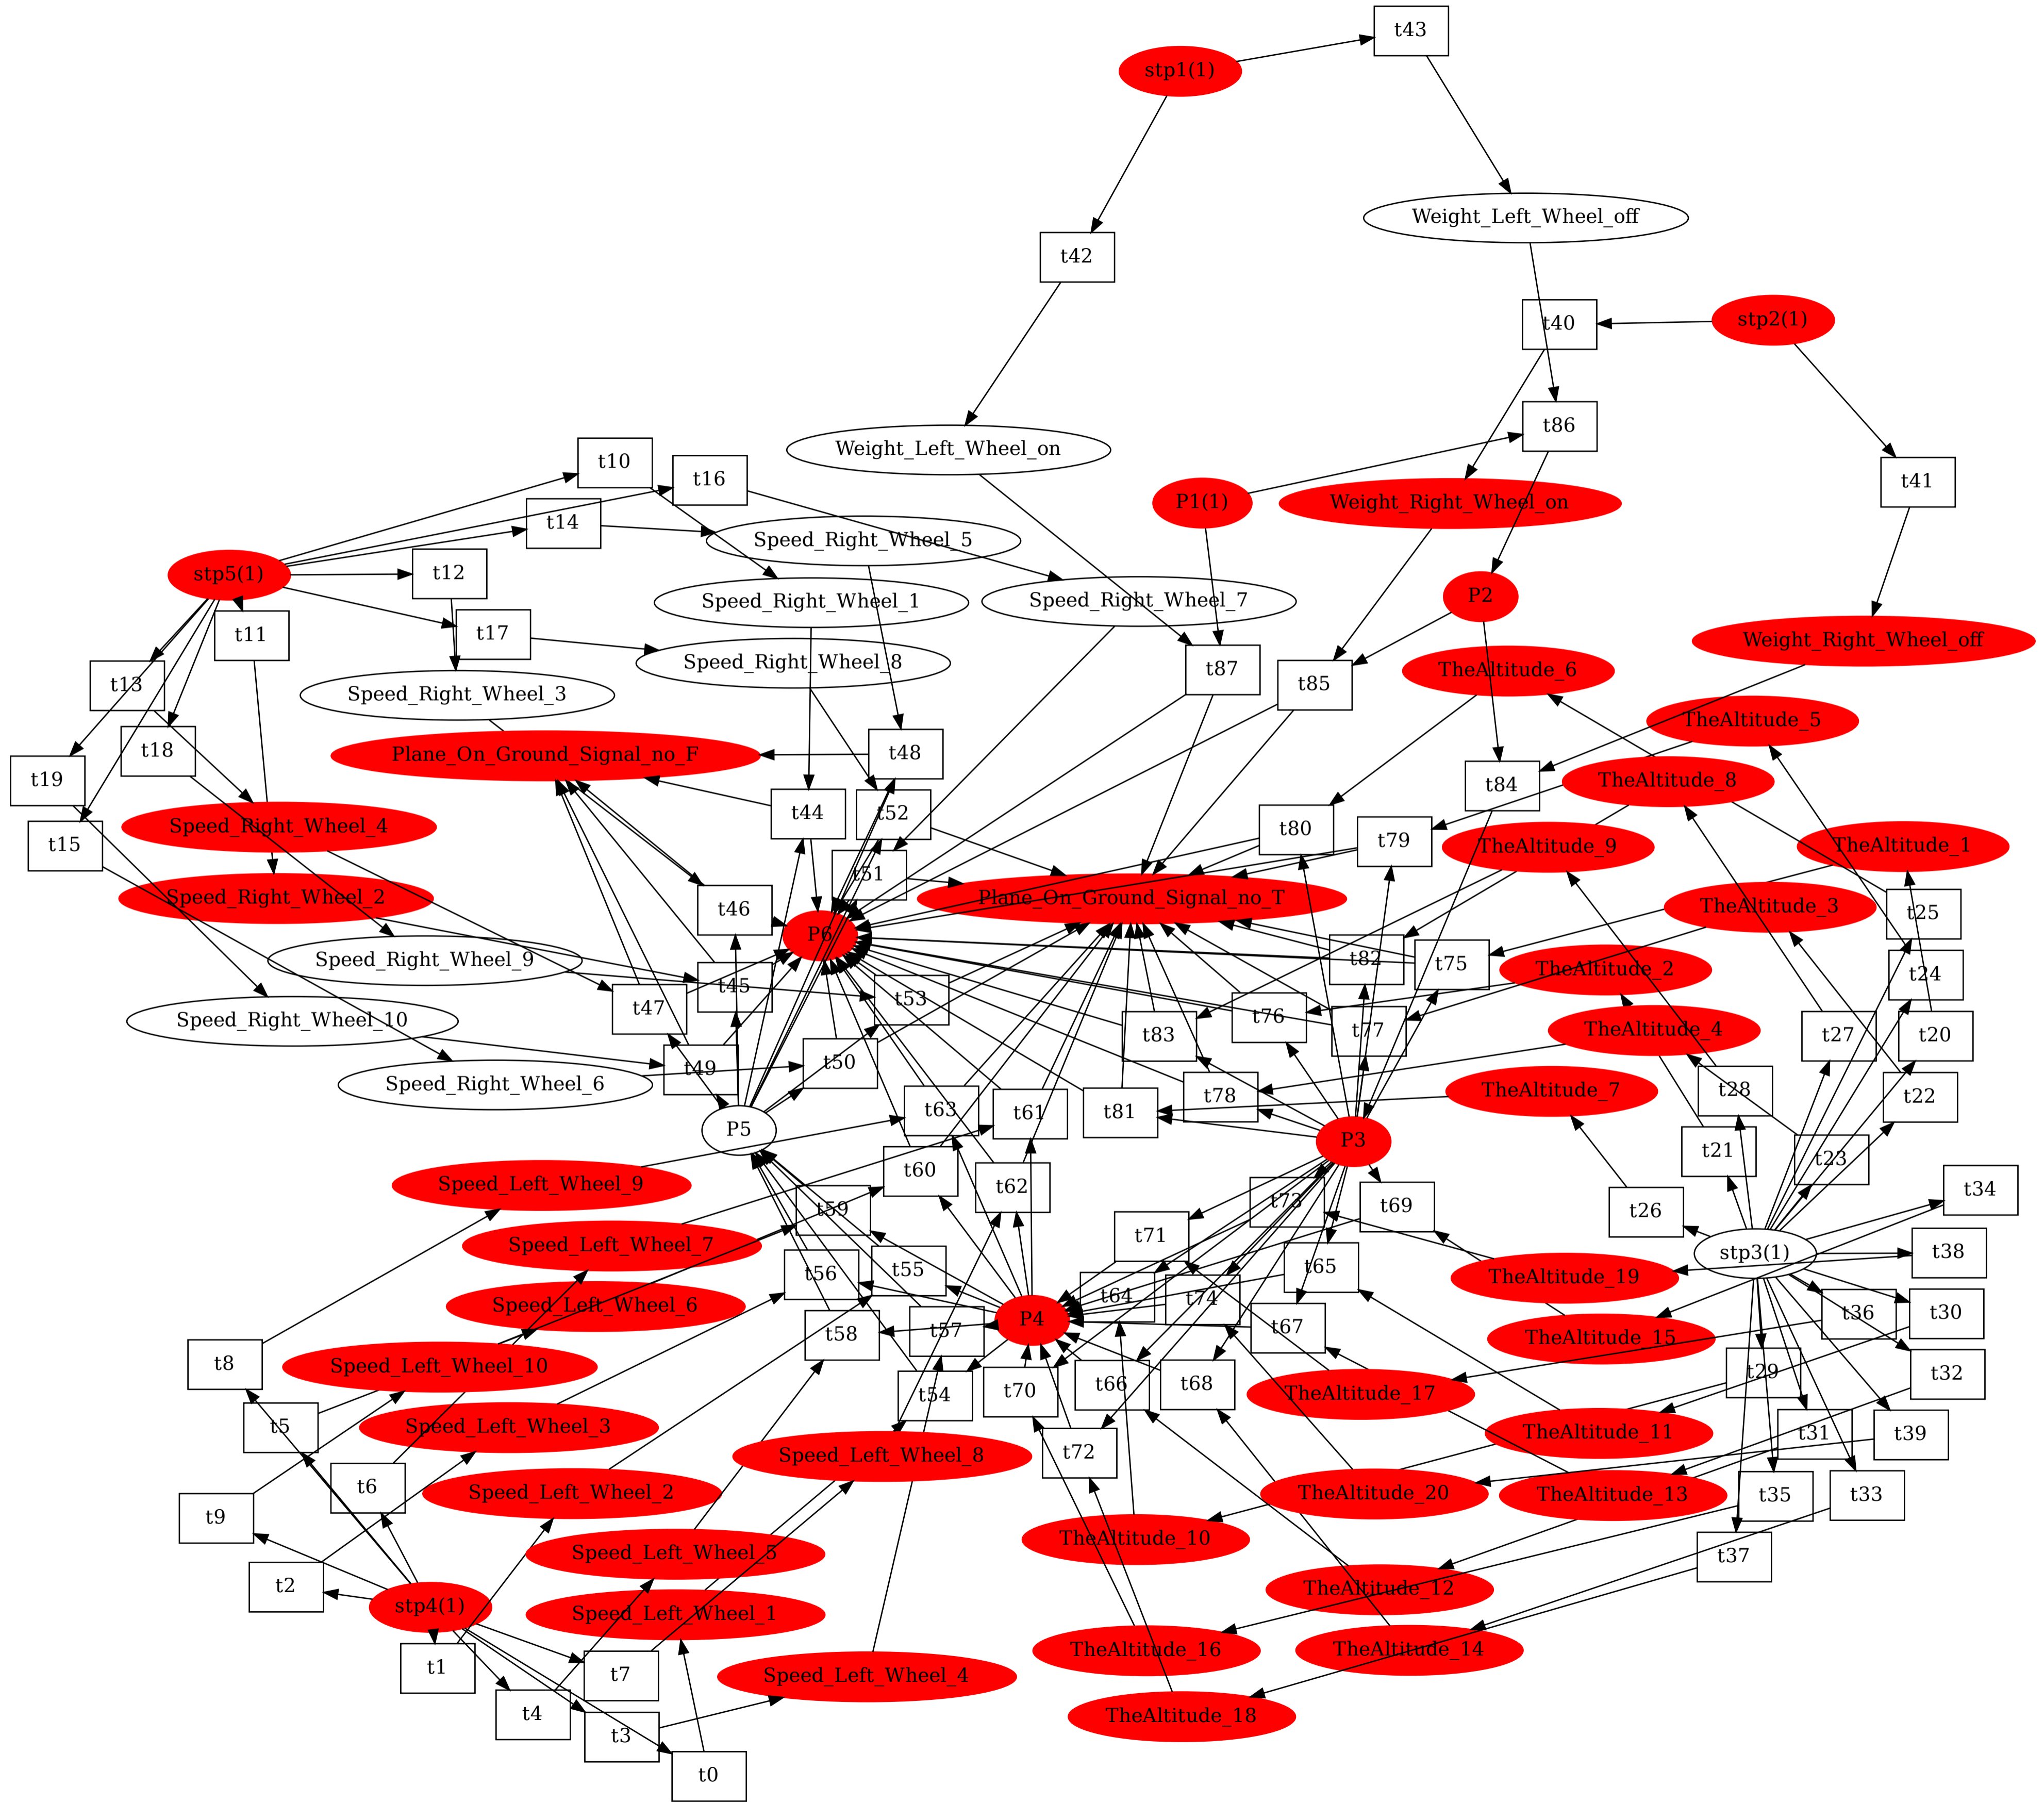 t43
stp1(1)
Weight_Left_Wheel_off
t42
stp2(1)
t40
t86
Weight_Left_Wheel_on
t10
t16
t41
P1(1)
Weight_Right_Wheel_on
t14
Speed_Right_Wheel_5
stp5(1)
t12
P2
Speed_Right_Wheel_1
Speed_Right_Wheel_7
t11
t17
Weight_Right_Wheel_off
Speed_Right_Wheel_8
t87
TheAltitude_6
t13
t85
Speed_Right_Wheel_3
TheAltitude_5
t18
Plane_On_Ground_Signal_no_F
t48
t19
TheAltitude_8
t84
t52
t44
Speed_Right_Wheel_4
t80
t79
t15
TheAltitude_9
TheAltitude_1
t51
Speed_Right_Wheel_2
Plane_On_Ground_Signal_no_T
TheAltitude_3
t46
t25
P6
Speed_Right_Wheel_9
t82
t75
TheAltitude_2
t24
t45
t53
Speed_Right_Wheel_10
t47
t76
t77
TheAltitude_4
t83
t27
t20
t49
t50
Speed_Right_Wheel_6
t78
TheAltitude_7
t28
t22
t63
t61
t81
P5
P3
t21
t23
t60
Speed_Left_Wheel_9
t62
t73
t69
t34
t59
t26
t71
Speed_Left_Wheel_7
stp3(1)
t38
t55
t56
t65
TheAltitude_19
t64
t74
Speed_Left_Wheel_6
t30
t36
P4
t57
t67
t58
TheAltitude_15
t8
Speed_Left_Wheel_10
t29
t32
t68
t66
t70
t54
TheAltitude_17
t5
Speed_Left_Wheel_3
t31
TheAltitude_11
t39
t72
Speed_Left_Wheel_8
t6
Speed_Left_Wheel_2
TheAltitude_20
TheAltitude_13
t35
t33
t9
TheAltitude_10
Speed_Left_Wheel_5
t37
t2
TheAltitude_12
stp4(1)
Speed_Left_Wheel_1
TheAltitude_16
TheAltitude_14
t1
t7
Speed_Left_Wheel_4
t4
TheAltitude_18
t3
t0